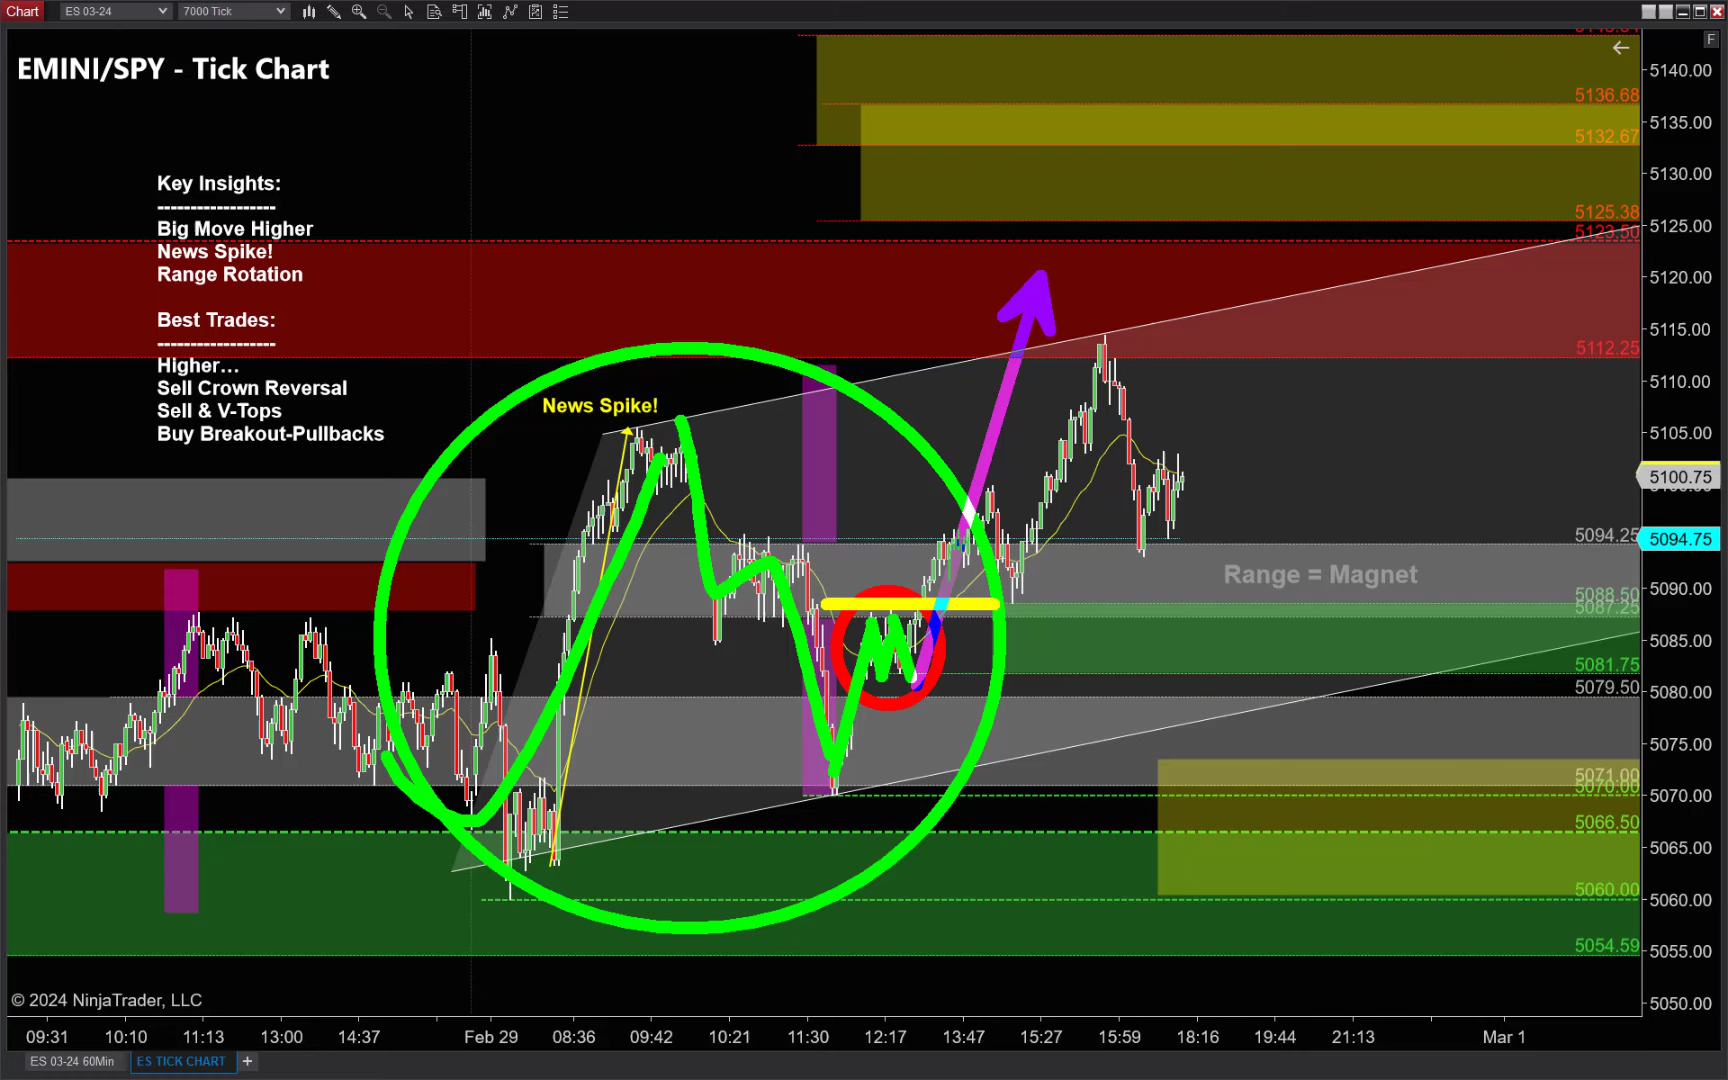 Chart
ES 03-24
7000 Tick
F
EMINI/SPY - Tick Chart
Key Insights:
------------------
Big Move Higher
News Spike!
Range Rotation
Best Trades:
------------------
Higher…
Sell Crown Reversal
Sell & V-Tops
Buy Breakout-Pullbacks
News Spike!
Range = Magnet
5136.68
5132.67
5125.38
5123.50
5112.25
5094.25
5088.50
5087.25
5081.75
5079.50
5071.00
5070.00
5066.50
5060.00
5054.59
5140.00
5135.00
5130.00
5125.00
5120.00
5115.00
5110.00
5105.00
5100.75
5094.75
5090.00
5085.00
5080.00
5075.00
5070.00
5065.00
5060.00
5055.00
5050.00
© 2024 NinjaTrader, LLC
09:31 10:10 11:13 13:00 14:37 Feb 29 08:36 09:42 10:21 11:30 12:17 13:47 15:27 15:59 18:16 19:44 21:13 Mar 1
ES 03-24 60Min
ES TICK CHART
+